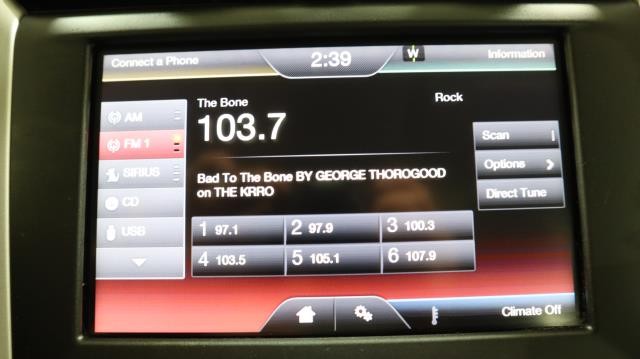 Connect a Phone 2:39 W Information
AM
FM 1
SIRIUS
CD
USB
The Bone Rock
103.7
Bad To The Bone BY GEORGE THOROGOOD
on THE KRRO
Scan
Options
Direct Tune
1 97.1 2 97.9 3 100.3
4 103.5 5 105.1 6 107.9
Climate Off